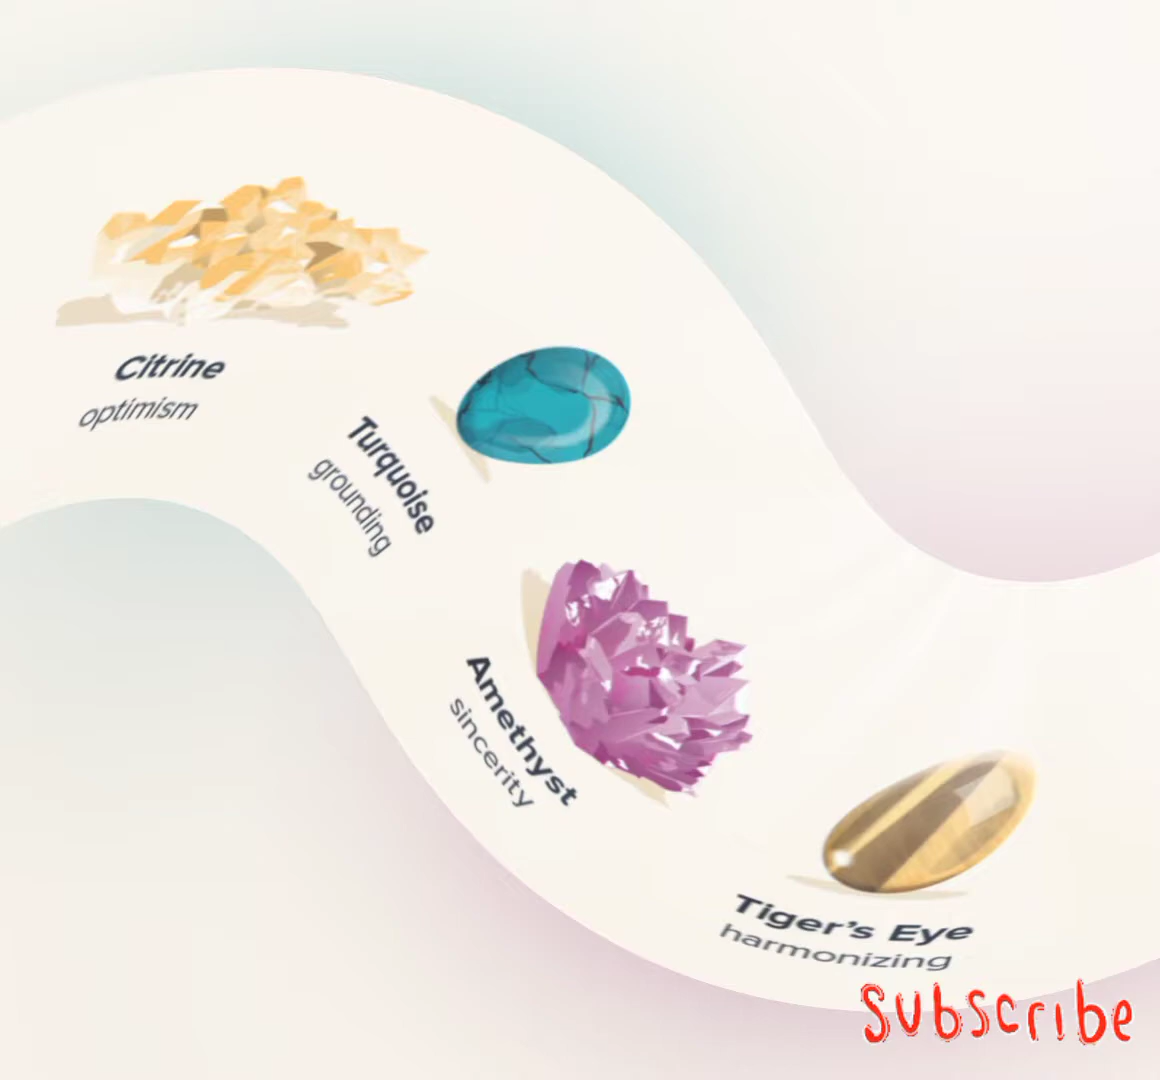 Citrine
optimism
Turquoise
grounding
Amethyst
sincerity
Tiger’s Eye
harmonizing
Subscribe